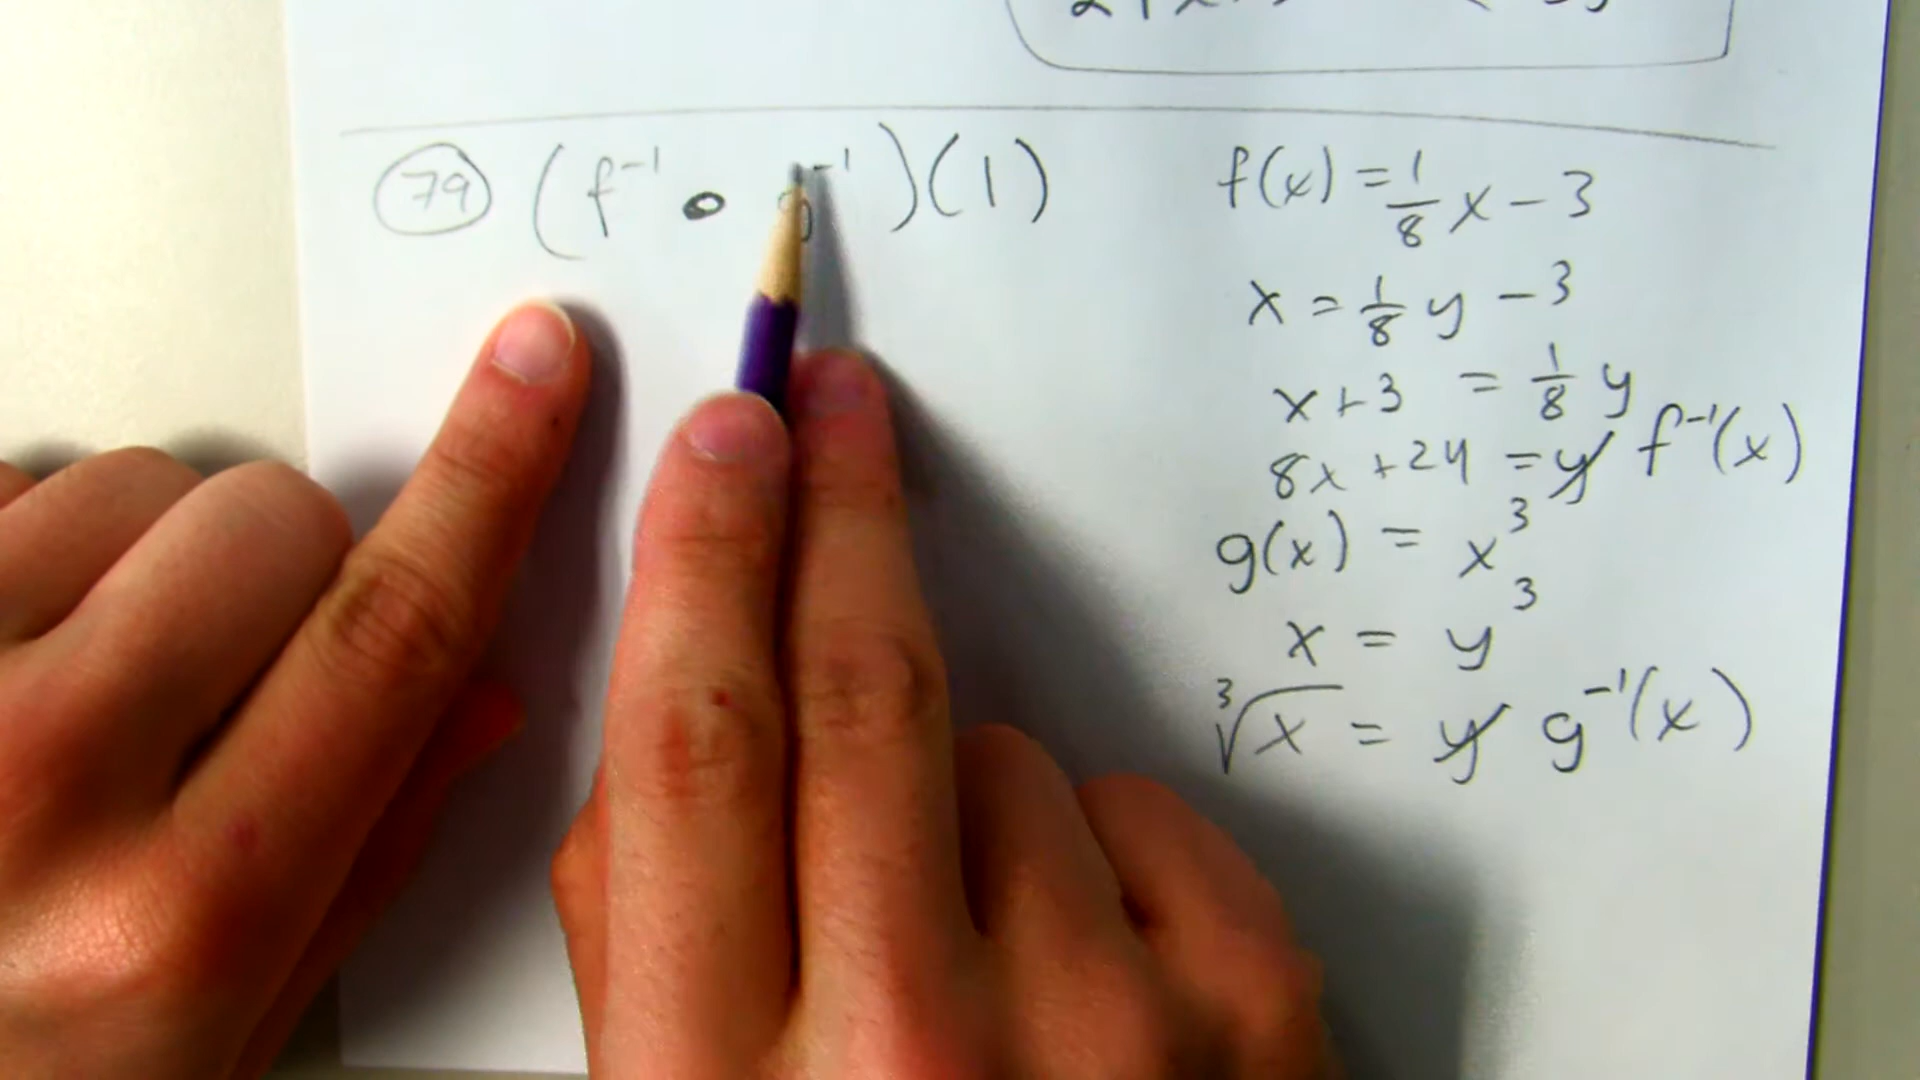 79 (f⁻¹ ∘ g⁻¹)(1)
f(x) = 1/8 x - 3
x = 1/8 y - 3
x + 3 = 1/8 y
8x + 24 = y f⁻¹(x)
g(x) = x³
x = y³
∛x = y g⁻¹(x)